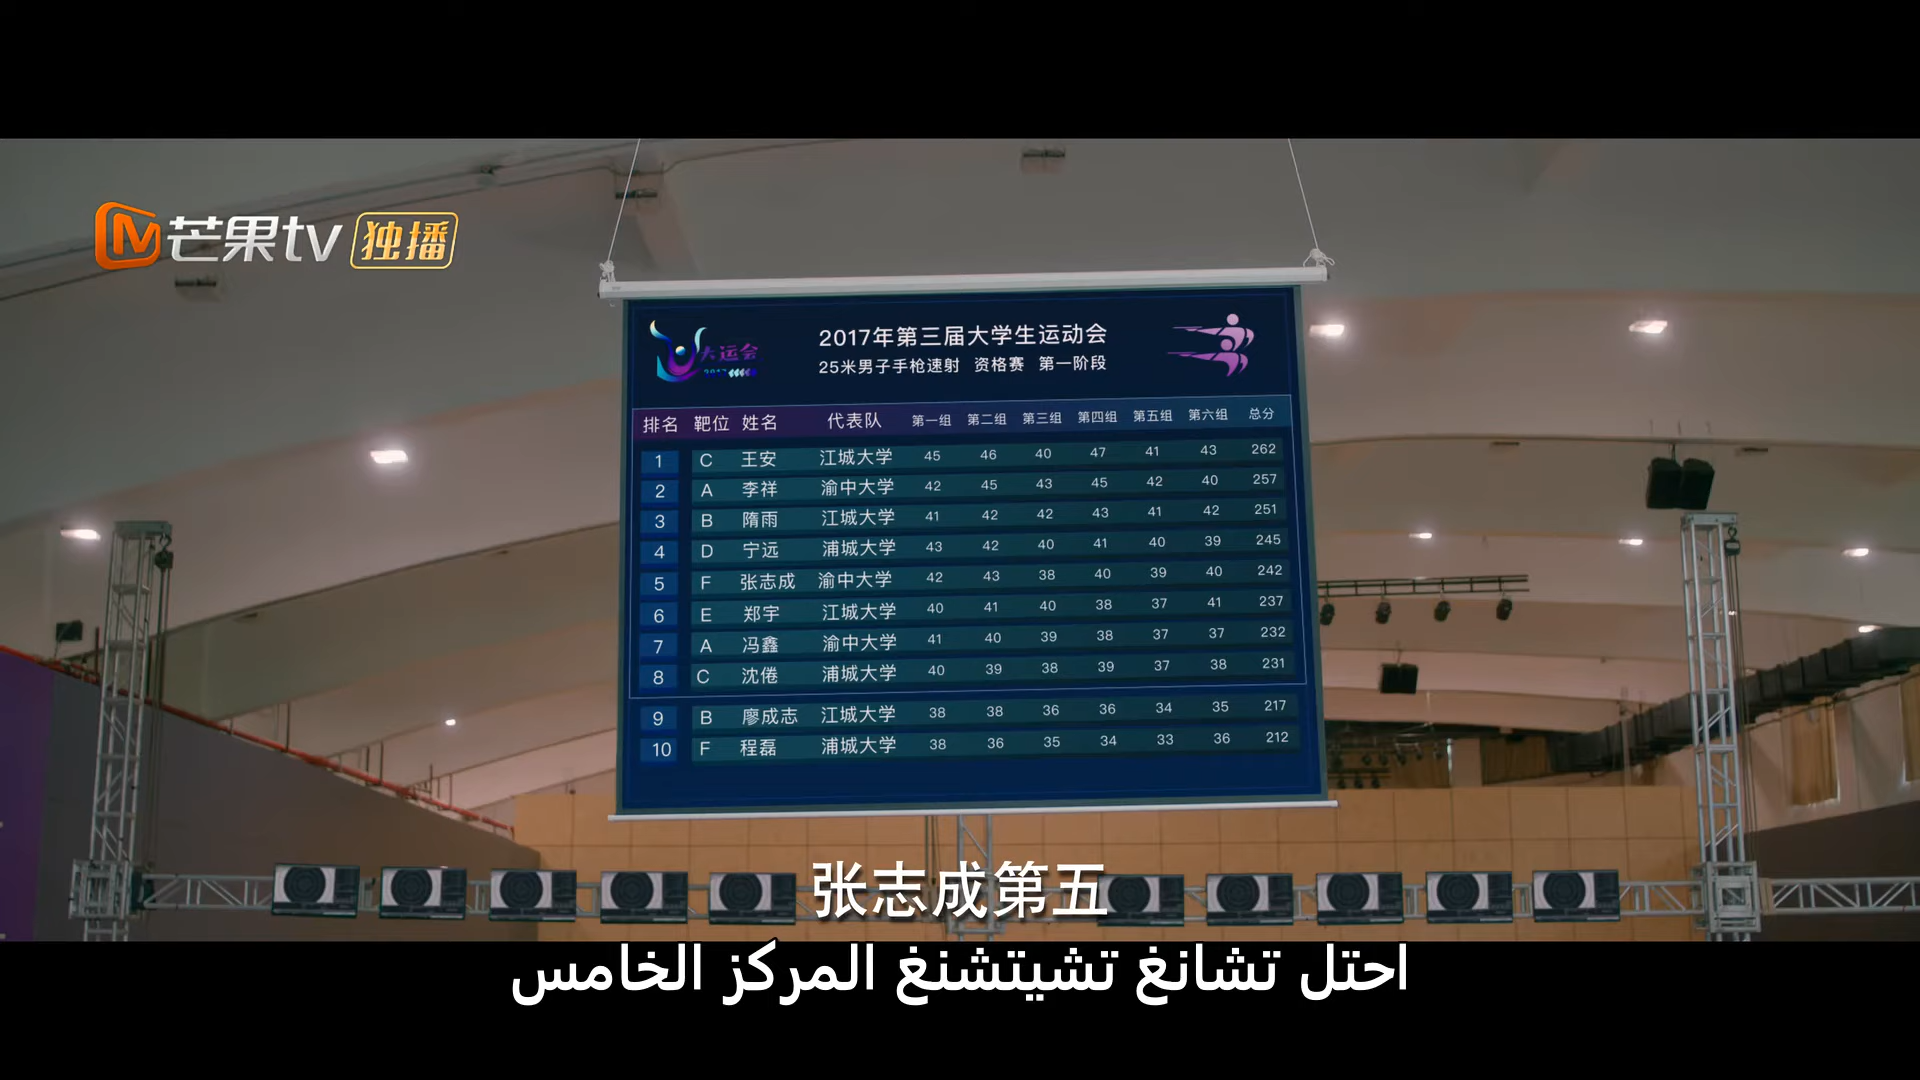 芒果tv 独播
大运会
2017
2017年第三届大学生运动会
25米男子手枪速射 资格赛 第一阶段
排名 靶位 姓名 代表队 第一组 第二组 第三组 第四组 第五组 第六组 总分
1 C 王安 江城大学 45 46 40 47 41 43 262
2 A 李祥 渝中大学 42 45 43 45 42 40 257
3 B 隋雨 江城大学 41 42 42 43 41 42 251
4 D 宁远 浦城大学 43 42 40 41 40 39 245
5 F 张志成 渝中大学 42 43 38 40 39 40 242
6 E 郑宇 江城大学 40 41 40 38 37 41 237
7 A 冯鑫 渝中大学 41 40 39 38 37 37 232
8 C 沈倦 浦城大学 40 39 38 39 37 38 231
9 B 廖成志 江城大学 38 38 36 36 34 35 217
10 F 程磊 浦城大学 38 36 35 34 33 36 212
张志成第五
احتل تشانغ تشيتشنغ المركز الخامس